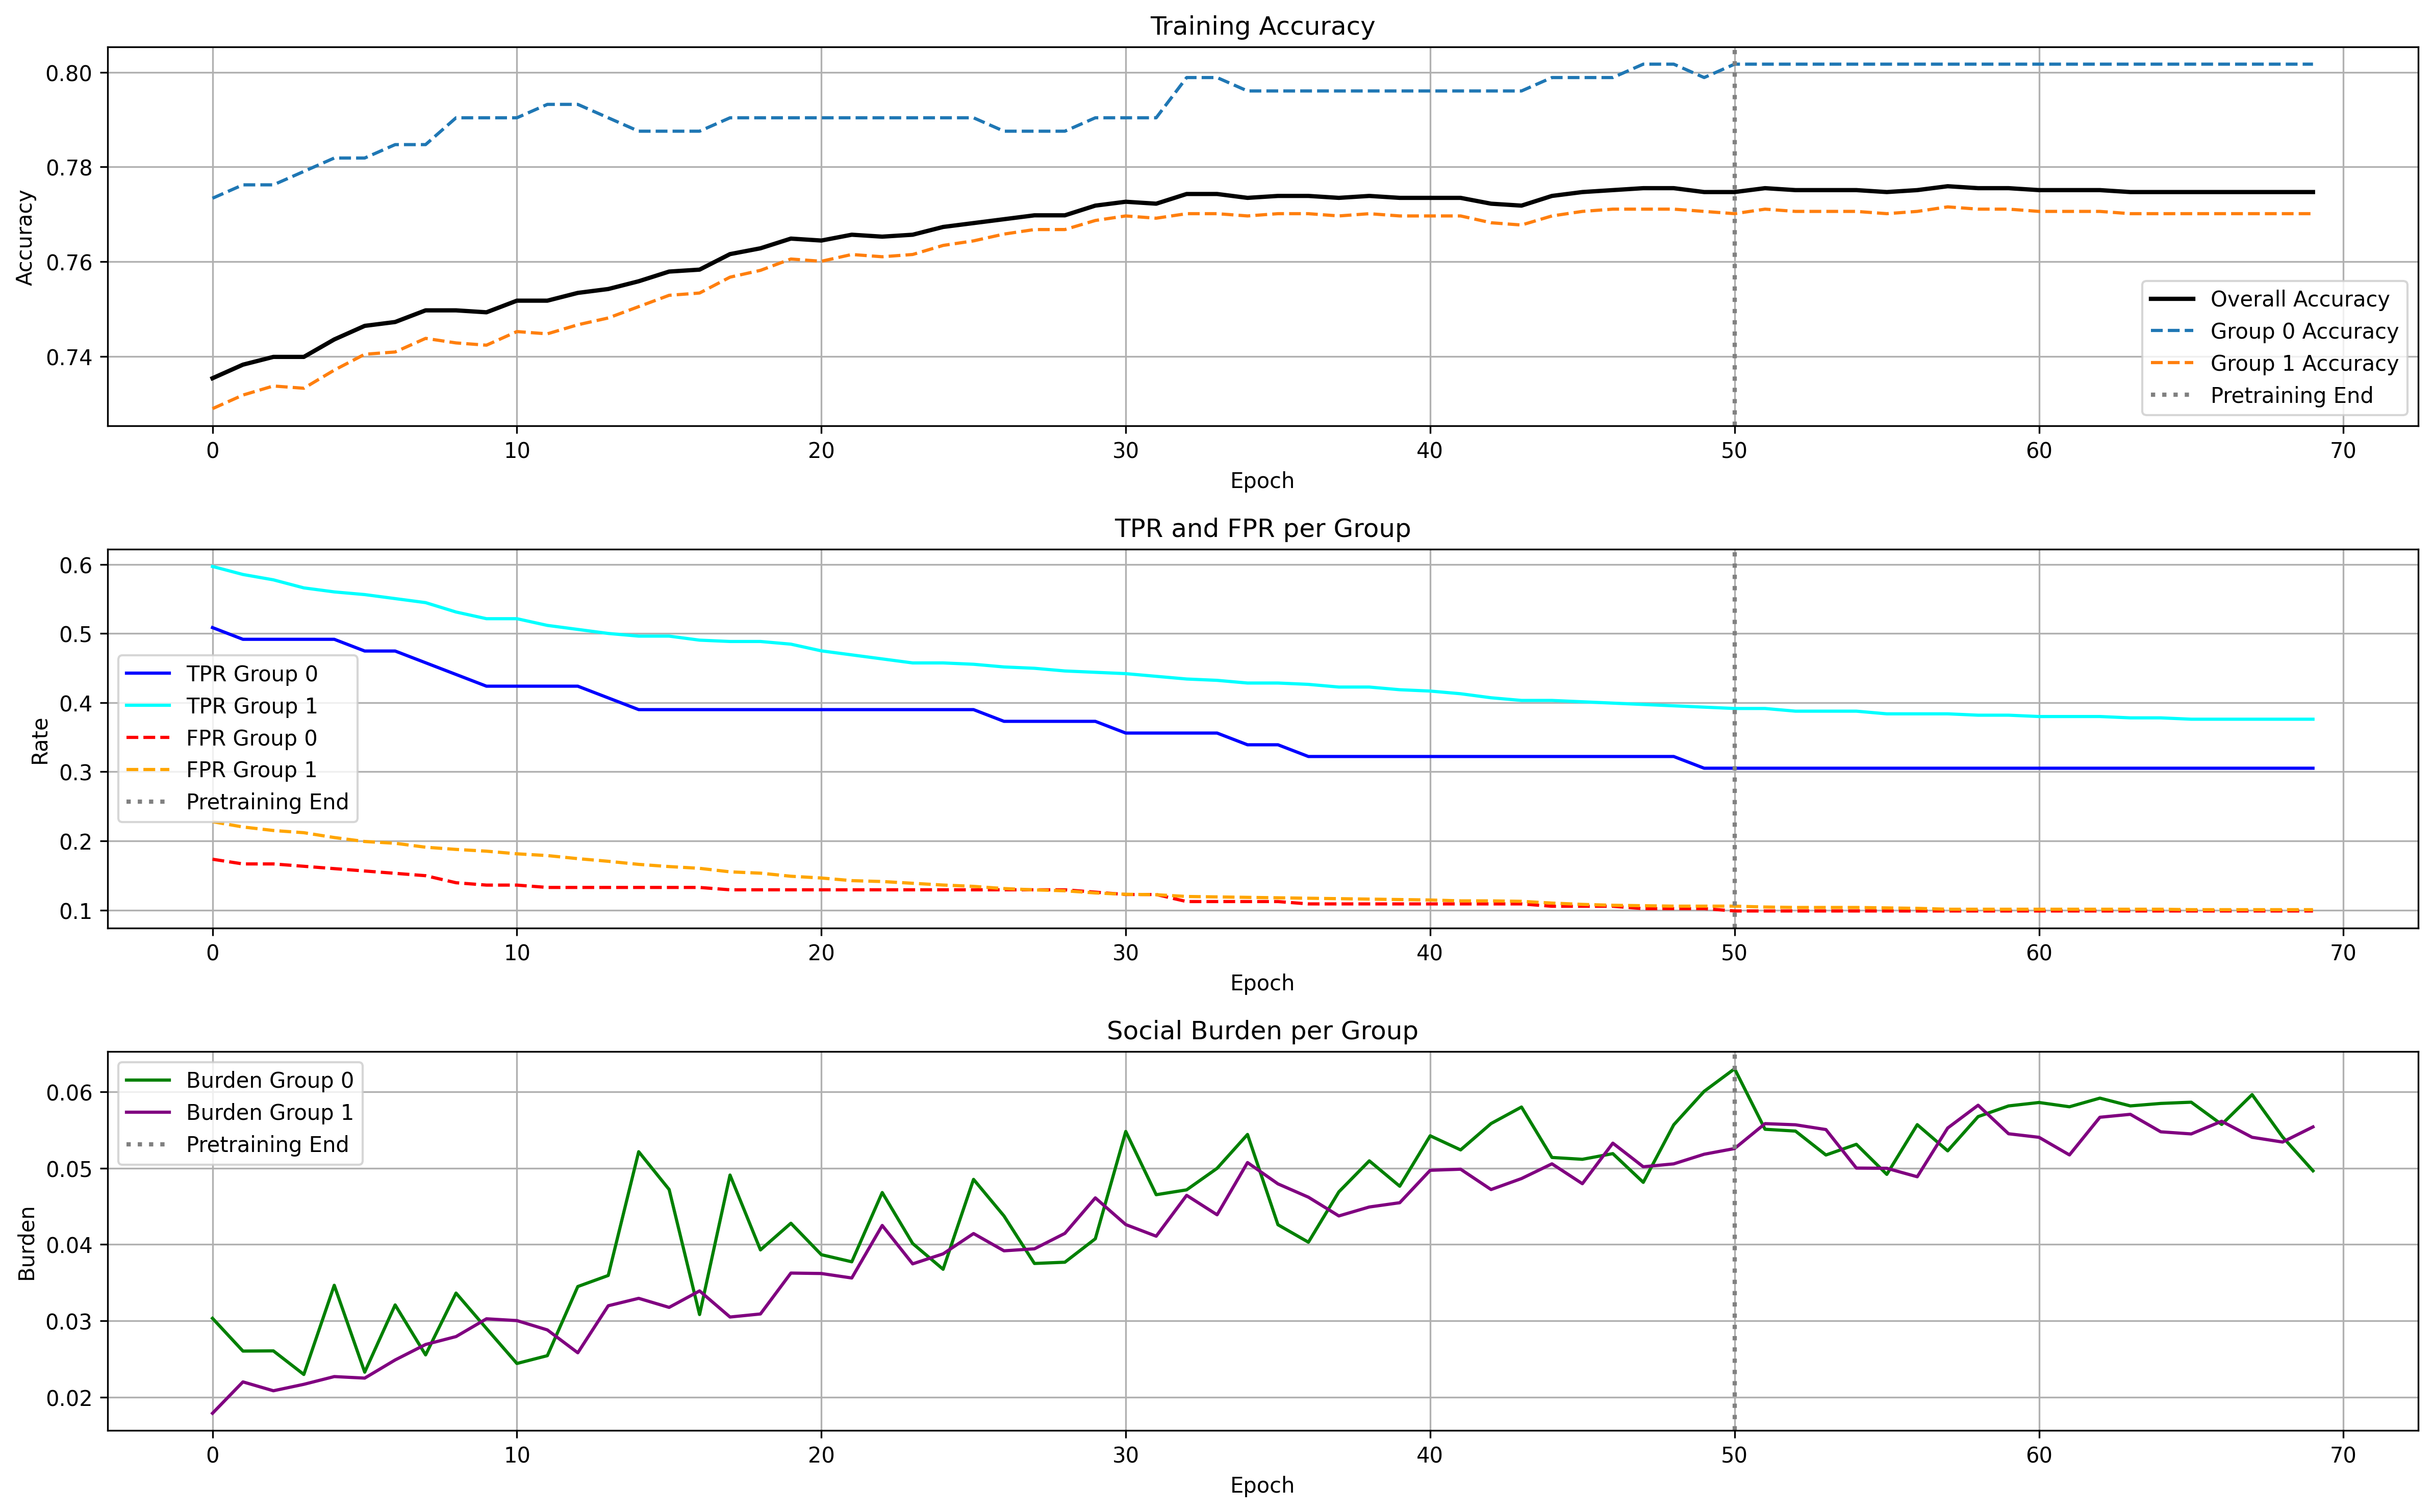 Training Accuracy
Accuracy
0.80
0.78
0.76
0.74
Overall Accuracy
Group 0 Accuracy
Group 1 Accuracy
Pretraining End
0 10 20 30 40 50 60 70
Epoch
TPR and FPR per Group
Rate
0.6
0.5
0.4
0.3
0.2
0.1
TPR Group 0
TPR Group 1
FPR Group 0
FPR Group 1
Pretraining End
0 10 20 30 40 50 60 70
Epoch
Social Burden per Group
Burden
0.06
0.05
0.04
0.03
0.02
Burden Group 0
Burden Group 1
Pretraining End
0 10 20 30 40 50 60 70
Epoch